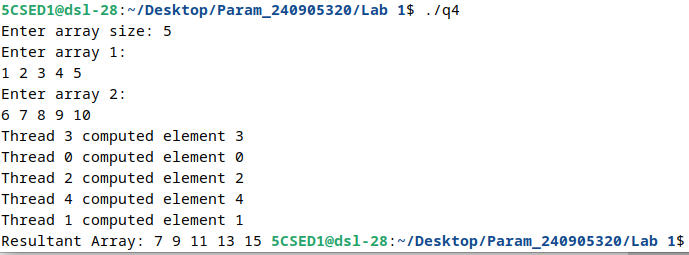 5CSED1@dsl-28:~/Desktop/Param_240905320/Lab 1$ ./q4
Enter array size: 5
Enter array 1:
1 2 3 4 5
Enter array 2:
6 7 8 9 10
Thread 3 computed element 3
Thread 0 computed element 0
Thread 2 computed element 2
Thread 4 computed element 4
Thread 1 computed element 1
Resultant Array: 7 9 11 13 15 5CSED1@dsl-28:~/Desktop/Param_240905320/Lab 1$